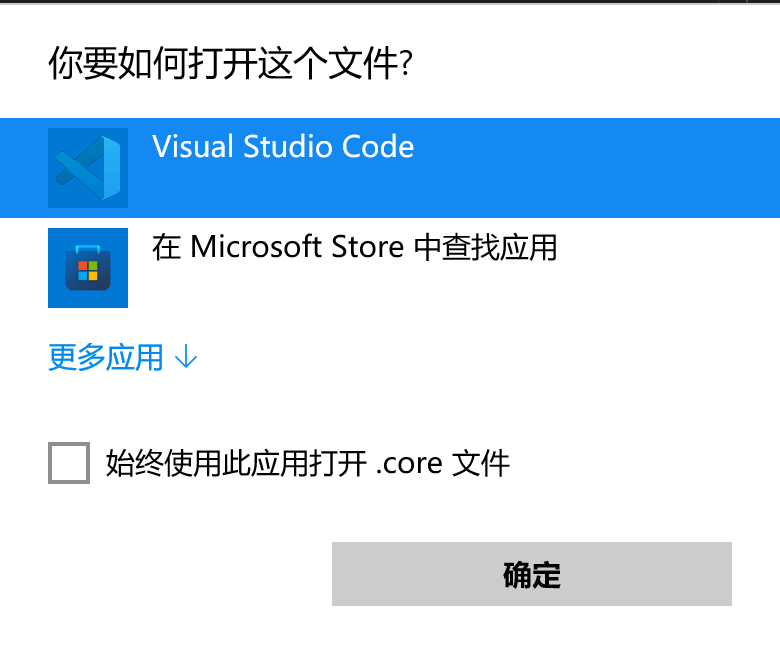 你要如何打开这个文件?
Visual Studio Code
在 Microsoft Store 中查找应用
更多应用 ↓
始终使用此应用打开 .core 文件
确定